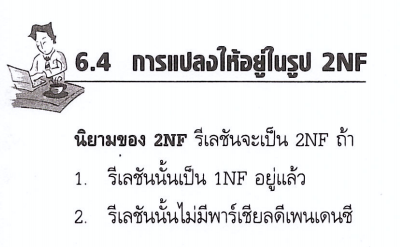 6.4 การแปลงให้อยู่ในรูป 2NF
นิยามของ 2NF รีเลชันจะเป็น 2NF ถ้า
1. รีเลชันนั้นเป็น 1NF อยู่แล้ว
2. รีเลชันนั้นไม่มีพาร์เชียลดีเพนเดนซี